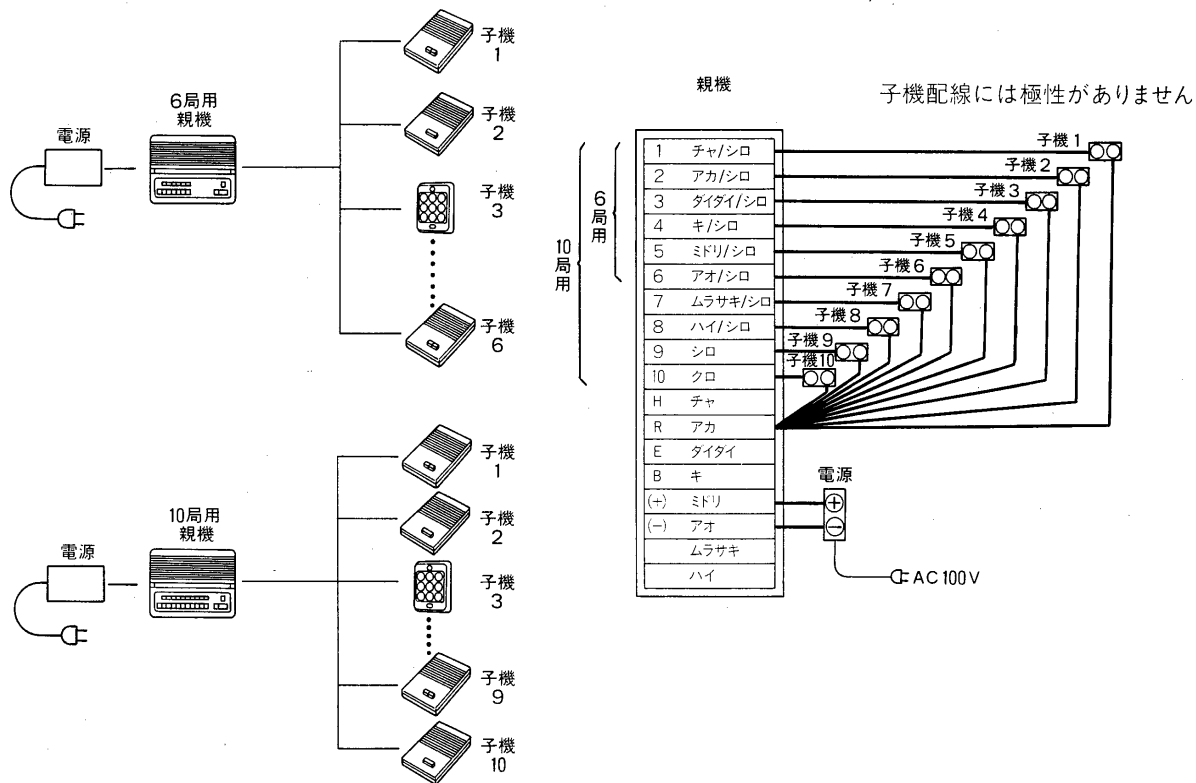 子機
1
子機
2
6局用
親機
電源
子機
3
子機
6
子機
1
子機
2
10局用
親機
電源
子機
3
子機
9
子機
10
親機
子機配線には極性がありません
10局用
6局用
1 チャ/シロ
2 アカ/シロ
3 ダイダイ/シロ
4 キ/シロ
5 ミドリ/シロ
6 アオ/シロ
7 ムラサキ/シロ
8 ハイ/シロ
9 シロ
10 クロ
H チャ
R アカ
E ダイダイ
B キ
(+) ミドリ
(-) アオ
ムラサキ
ハイ
子機1
子機2
子機3
子機4
子機5
子機6
子機7
子機8
子機9
子機10
電源
+
−
AC100V